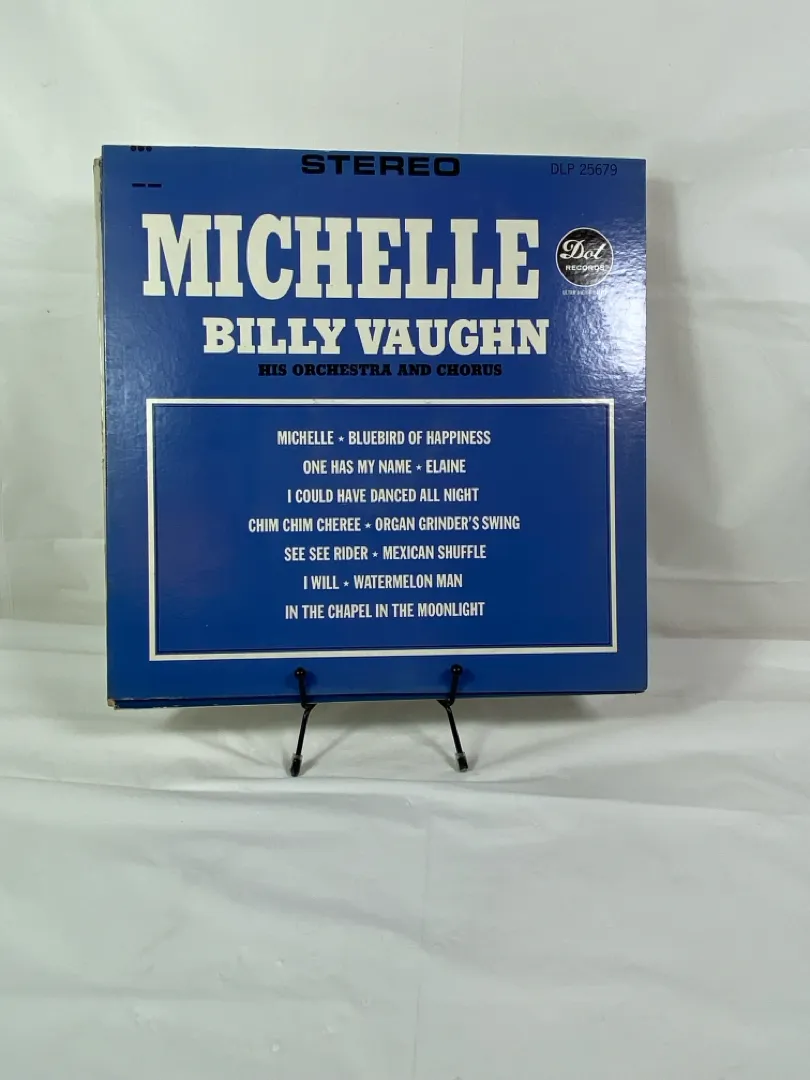 STEREO
DLP 25679
MICHELLE
Dot
RECORDS
BILLY VAUGHN
HIS ORCHESTRA AND CHORUS
MICHELLE ★ BLUEBIRD OF HAPPINESS
ONE HAS MY NAME ★ ELAINE
I COULD HAVE DANCED ALL NIGHT
CHIM CHIM CHEREE ★ ORGAN GRINDER'S SWING
SEE SEE RIDER ★ MEXICAN SHUFFLE
I WILL ★ WATERMELON MAN
IN THE CHAPEL IN THE MOONLIGHT